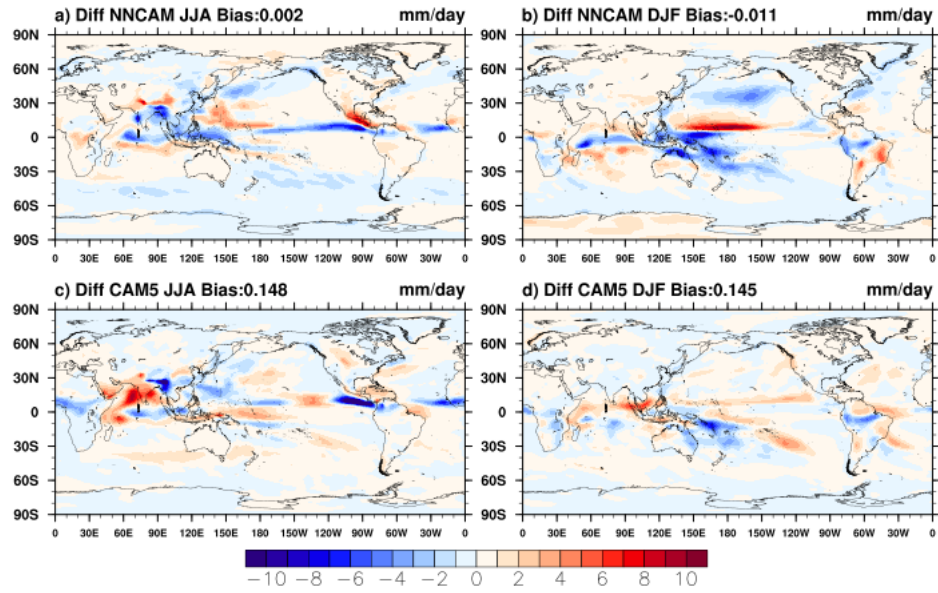 a) Diff NNCAM JJA Bias:0.002 mm/day
90N
60N
30N
0
30S
60S
90S
0 30E 60E 90E 120E 150E 180 150W 120W 90W 60W 30W 0
b) Diff NNCAM DJF Bias:-0.011 mm/day
90N
60N
30N
0
30S
60S
90S
0 30E 60E 90E 120E 150E 180 150W 120W 90W 60W 30W 0
c) Diff CAM5 JJA Bias:0.148 mm/day
90N
60N
30N
0
30S
60S
90S
0 30E 60E 90E 120E 150E 180 150W 120W 90W 60W 30W 0
d) Diff CAM5 DJF Bias:0.145 mm/day
90N
60N
30N
0
30S
60S
90S
0 30E 60E 90E 120E 150E 180 150W 120W 90W 60W 30W 0
−10 −8 −6 −4 −2 0 2 4 6 8 10